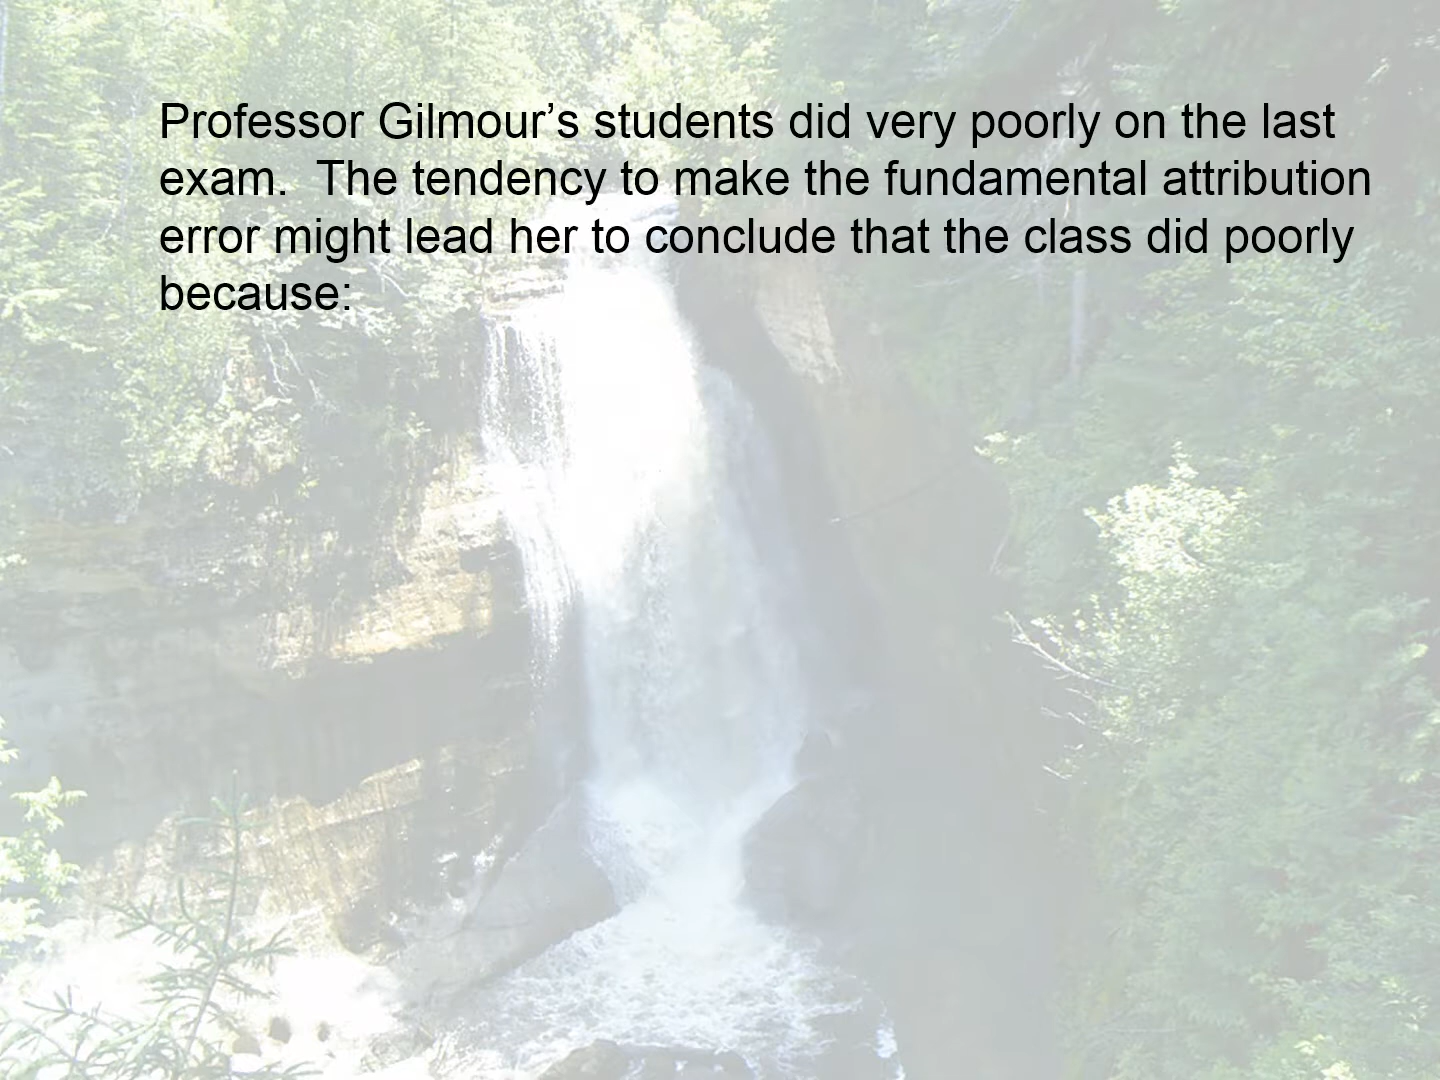 Professor Gilmour’s students did very poorly on the last
exam.  The tendency to make the fundamental attribution
error might lead her to conclude that the class did poorly
because: